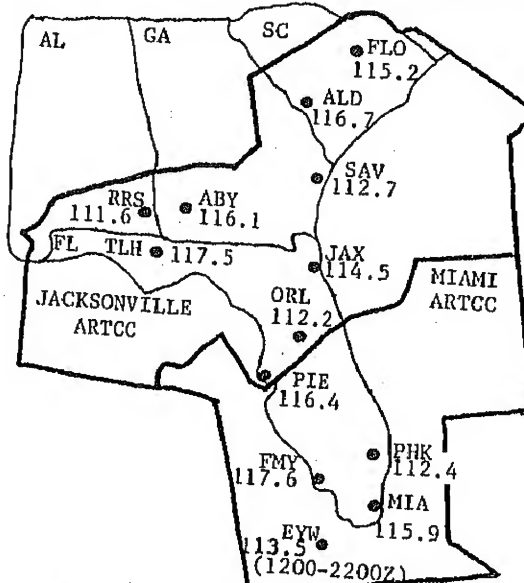 AL
GA
SC
FLO
115.2
ALD
116.7
SAV
112.7
RRS
111.6
ABY
116.1
FL
TLH
117.5
JAX
114.5
JACKSONVILLE
ARTCC
MIAMI
ARTCC
ORL
112.2
PIE
116.4
PHK
112.4
FMY
117.6
MIA
115.9
EYW
113.5
(1200-2200Z)